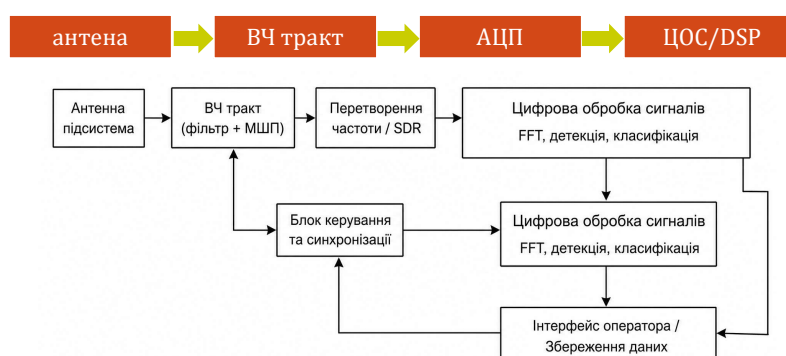 антена
ВЧ тракт
АЦП
ЦОС/DSP
Антенна
підсистема
ВЧ тракт
(фільтр + МШП)
Перетворення
частоти / SDR
Цифрова обробка сигналів
FFT, детекція, класифікація
Блок керування
та синхронізації
Цифрова обробка сигналів
FFT, детекція, класифікація
Інтерфейс оператора /
Збереження даних